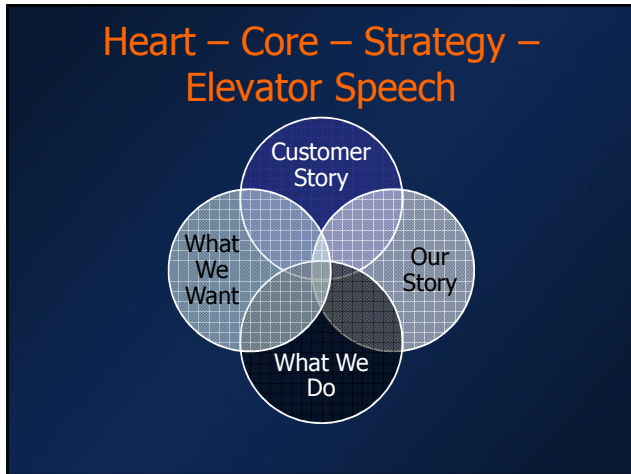 Heart – Core – Strategy –
Elevator Speech
Customer
Story
What
We
Want
Our
Story
What We
Do